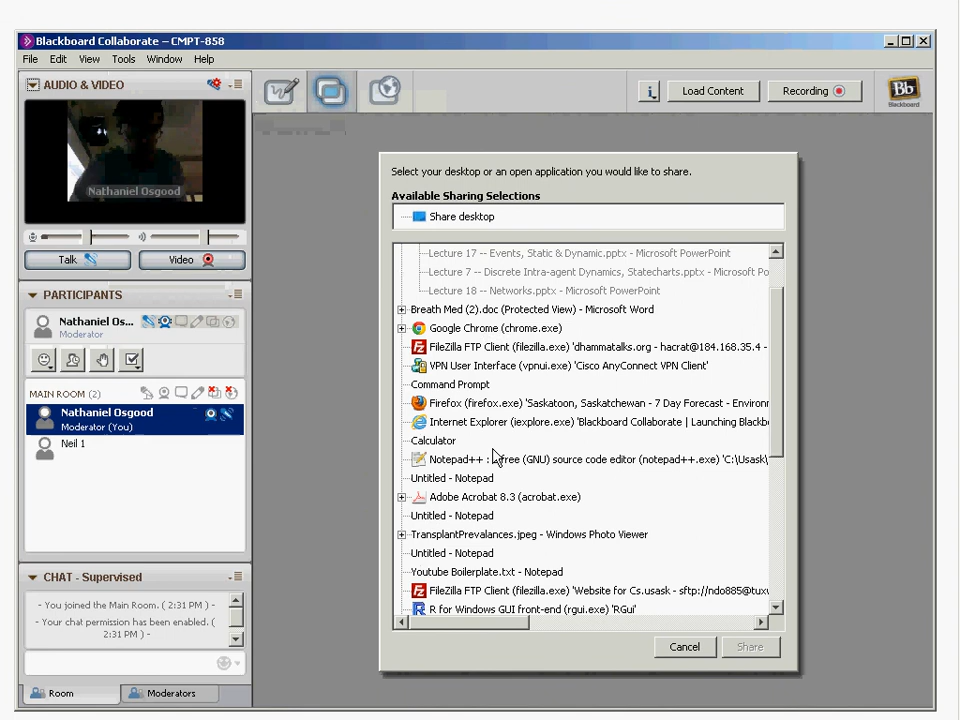 Blackboard Collaborate – CMPT-858
File Edit View Tools Window Help
AUDIO & VIDEO
Nathaniel Osgood
Talk
Video
PARTICIPANTS
Nathaniel Os...
Moderator
MAIN ROOM (2)
Nathaniel Osgood
Moderator (You)
Neil 1
CHAT - Supervised
- You joined the Main Room. ( 2:31 PM ) -
- Your chat permission has been enabled. (
2:31 PM ) -
Room
Moderators
i
Load Content
Recording
Bb
Blackboard
Select your desktop or an open application you would like to share.
Available Sharing Selections
Share desktop
Lecture 17 -- Events, Static & Dynamic.pptx - Microsoft PowerPoint
Lecture 7 -- Discrete Intra-agent Dynamics, Statecharts.pptx - Microsoft Po
Lecture 18 -- Networks.pptx - Microsoft PowerPoint
Breath Med (2).doc (Protected View) - Microsoft Word
Google Chrome (chrome.exe)
FileZilla FTP Client (filezilla.exe) 'dhammatalks.org - hacrat@184.168.35.4 -
VPN User Interface (vpnui.exe) 'Cisco AnyConnect VPN Client'
Command Prompt
Firefox (firefox.exe) 'Saskatoon, Saskatchewan - 7 Day Forecast - Environm
Internet Explorer (iexplore.exe) 'Blackboard Collaborate | Launching Blackb
Calculator
Notepad++ : free (GNU) source code editor (notepad++.exe) 'C:\Usask\
Untitled - Notepad
Adobe Acrobat 8.3 (acrobat.exe)
Untitled - Notepad
TransplantPrevalances.jpeg - Windows Photo Viewer
Untitled - Notepad
Youtube Boilerplate.txt - Notepad
FileZilla FTP Client (filezilla.exe) 'Website for Cs.usask - sftp://ndo885@tuxw
R for Windows GUI front-end (rgui.exe) 'RGui'
Cancel
Share